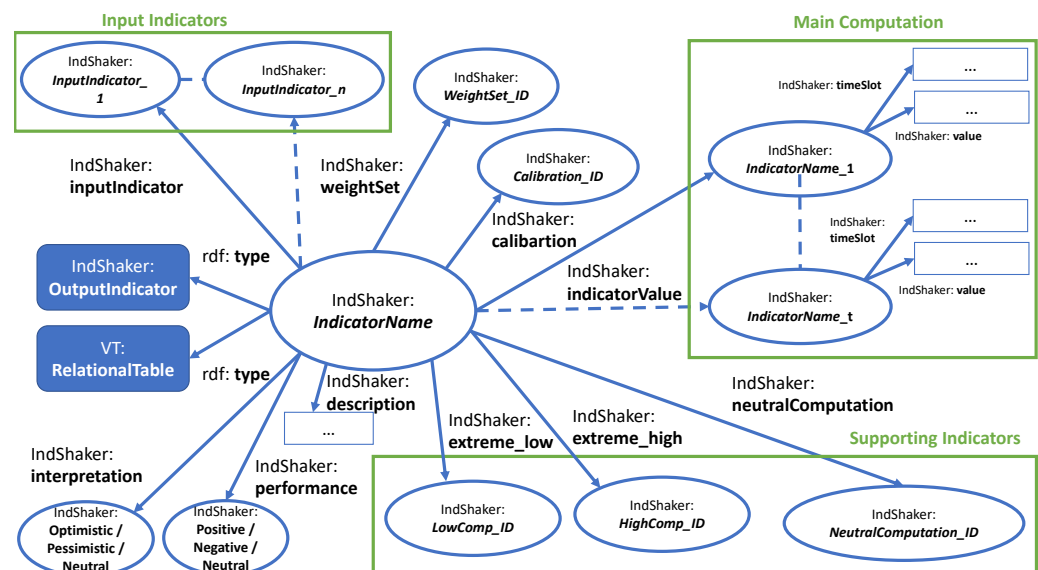 Input Indicators
Main Computation
IndShaker:
InputIndicator_
1
IndShaker:
InputIndicator_n
IndShaker:
WeightSet_ID
IndShaker: timeSlot
...
...
IndShaker: value
IndShaker:
IndicatorName_1
IndShaker:
Calibration_ID
IndShaker:
inputIndicator
IndShaker:
weightSet
IndShaker:
calibartion
IndShaker:
timeSlot
...
...
IndShaker: value
IndShaker:
IndicatorName_t
rdf: type
IndShaker:
OutputIndicator
IndShaker:
IndicatorName
IndShaker:
indicatorValue
VT:
RelationalTable
rdf: type
IndShaker:
description
...
IndShaker:
extreme_low
IndShaker:
extreme_high
IndShaker:
neutralComputation
Supporting Indicators
IndShaker:
interpretation
IndShaker:
performance
IndShaker:
Optimistic /
Pessimistic /
Neutral
IndShaker:
Positive /
Negative /
Neutral
IndShaker:
LowComp_ID
IndShaker:
HighComp_ID
IndShaker:
NeutralComputation_ID